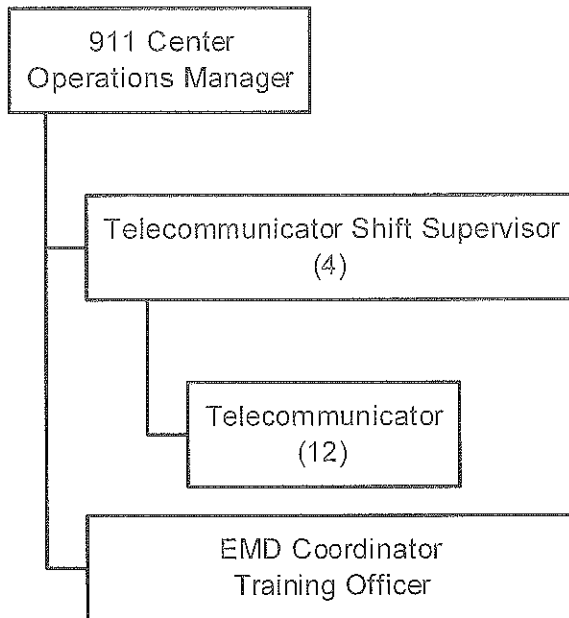 911 Center
Operations Manager
Telecommunicator Shift Supervisor
(4)
Telecommunicator
(12)
EMD Coordinator
Training Officer